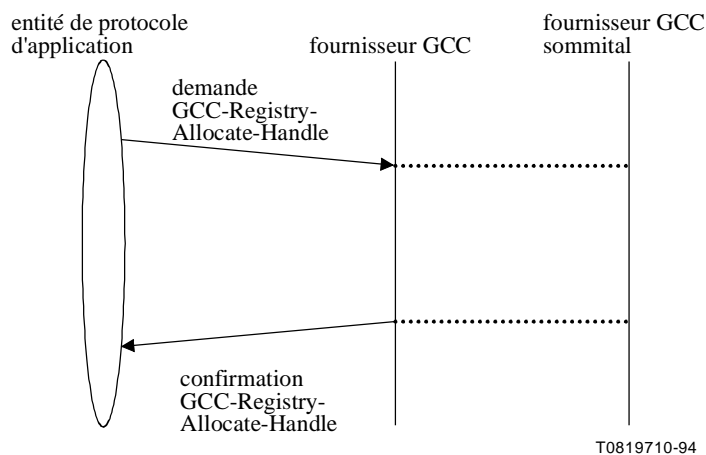 entité de protocole
d'application
fournisseur GCC
fournisseur GCC
sommital
demande
GCC-Registry-
Allocate-Handle
confirmation
GCC-Registry-
Allocate-Handle
T0819710-94